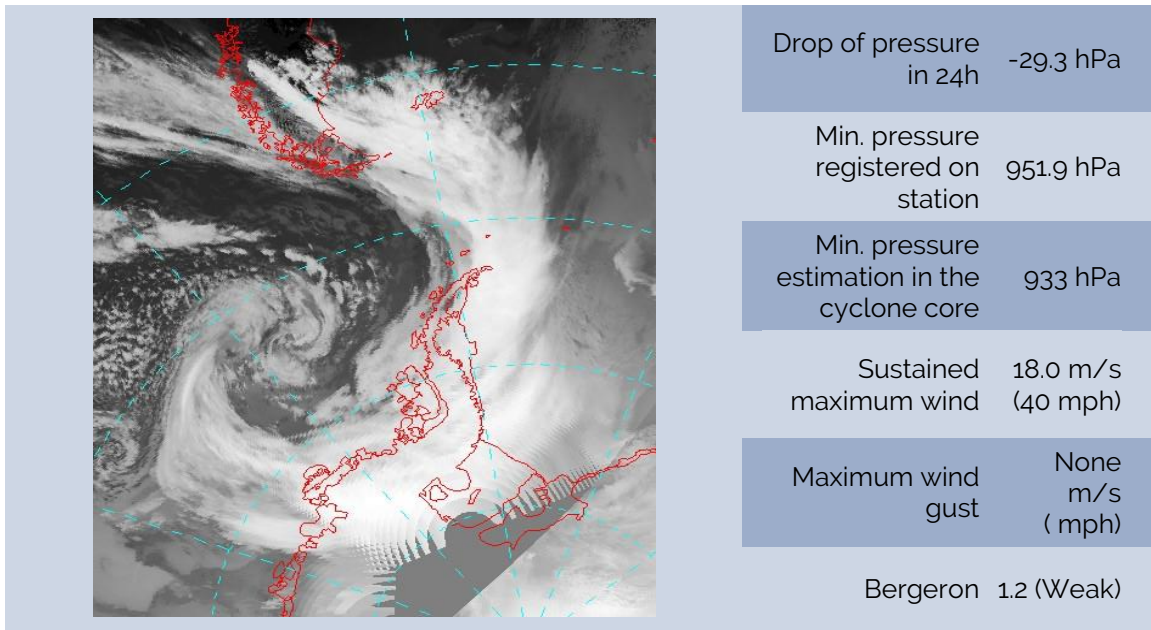 Drop of pressure
in 24h
-29.3 hPa
Min. pressure
registered on
station
951.9 hPa
Min. pressure
estimation in the
cyclone core
933 hPa
Sustained
maximum wind
18.0 m/s
(40 mph)
Maximum wind
gust
None
m/s
( mph)
Bergeron
1.2 (Weak)